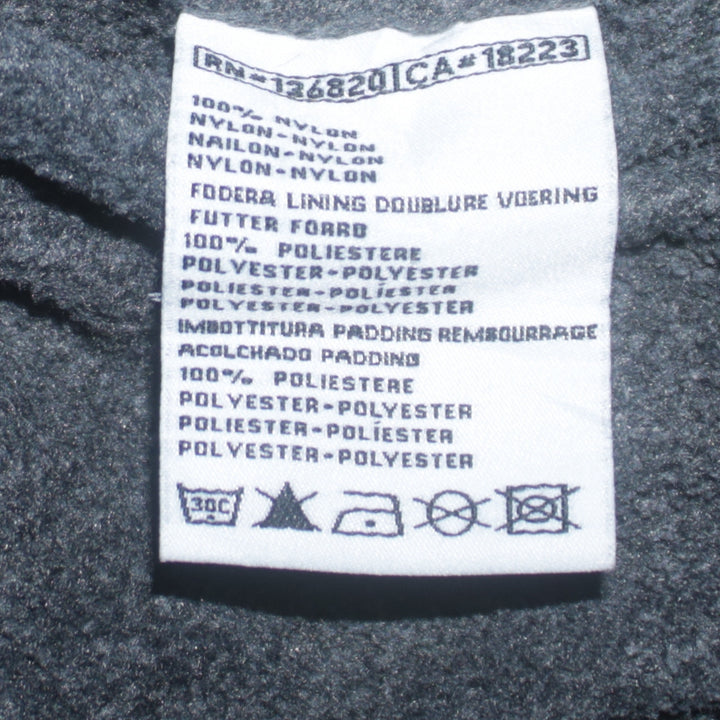 RN#136820 CA#18223
100% NYLON
NYLON-NYLON
NAILON-NYLON
NYLON-NYLON
FODERA LINING DOUBLURE VOERING
FUTTER FORRO
100% POLIESTERE
POLYESTER-POLYESTER
POLIESTER-POLÍESTER
POLYESTER-POLYESTER
IMBOTTITURA PADDING REMBOURRAGE
ACOLCHADO PADDING
100% POLIESTERE
POLYESTER-POLYESTER
POLIESTER-POLÍESTER
POLYESTER-POLYESTER
30C